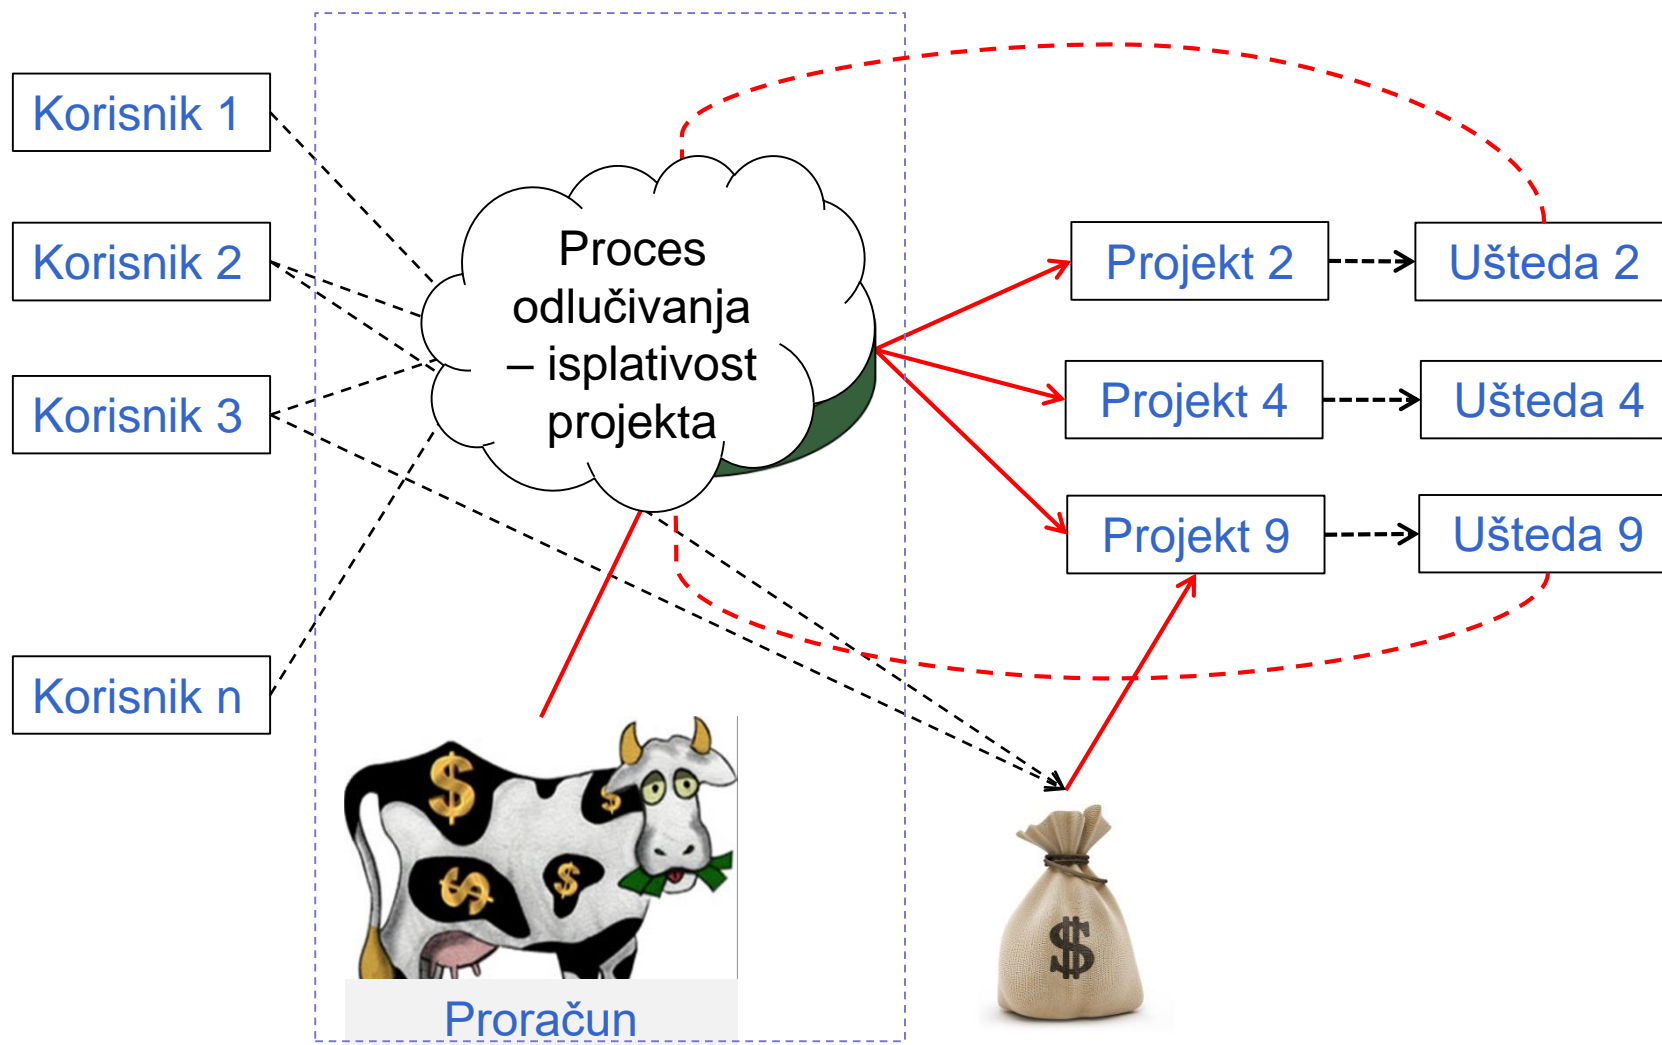 Korisnik 1
Korisnik 2
Korisnik 3
Korisnik n
Proces
odlučivanja
– isplativost
projekta
Projekt 2
Ušteda 2
Projekt 4
Ušteda 4
Projekt 9
Ušteda 9
$
$
$
$
$
Proračun